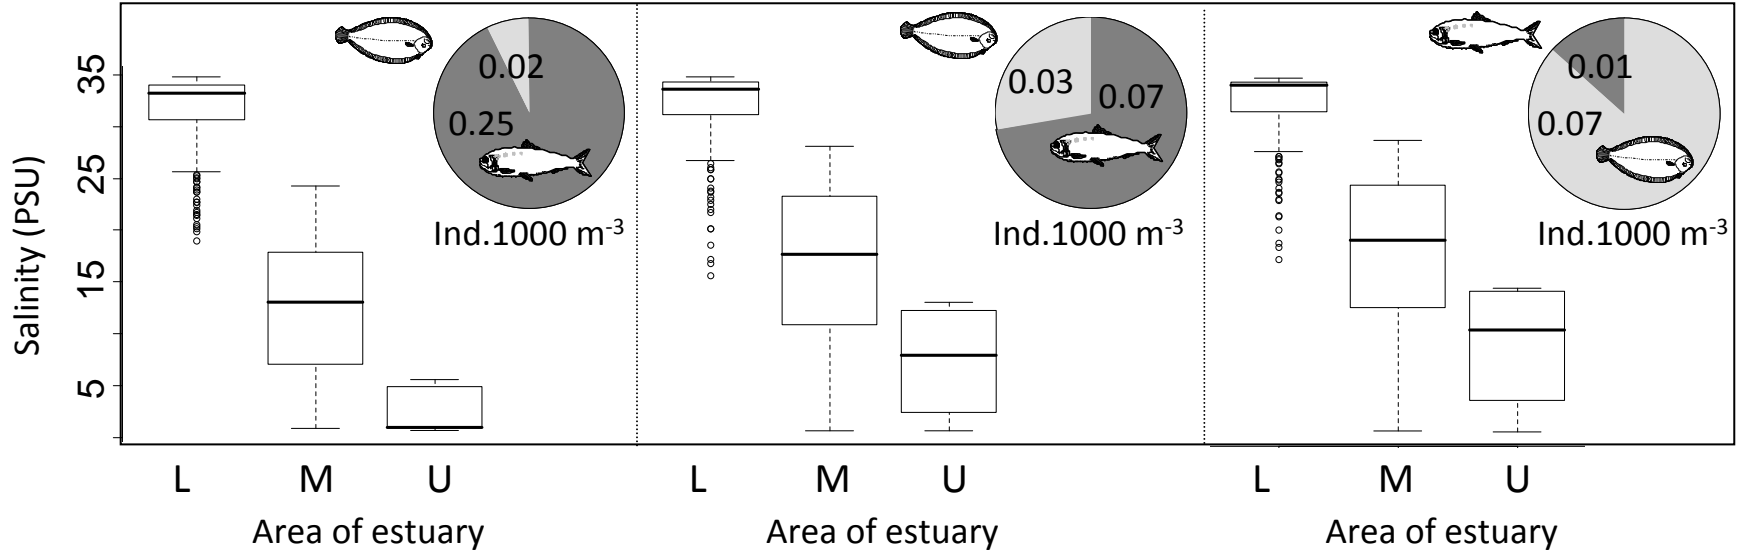 Salinity (PSU)
35
25
15
5
0.02
0.25
Ind.1000 m-3
0.03
0.07
Ind.1000 m-3
0.01
0.07
Ind.1000 m-3
L M U
L M U
L M U
Area of estuary
Area of estuary
Area of estuary